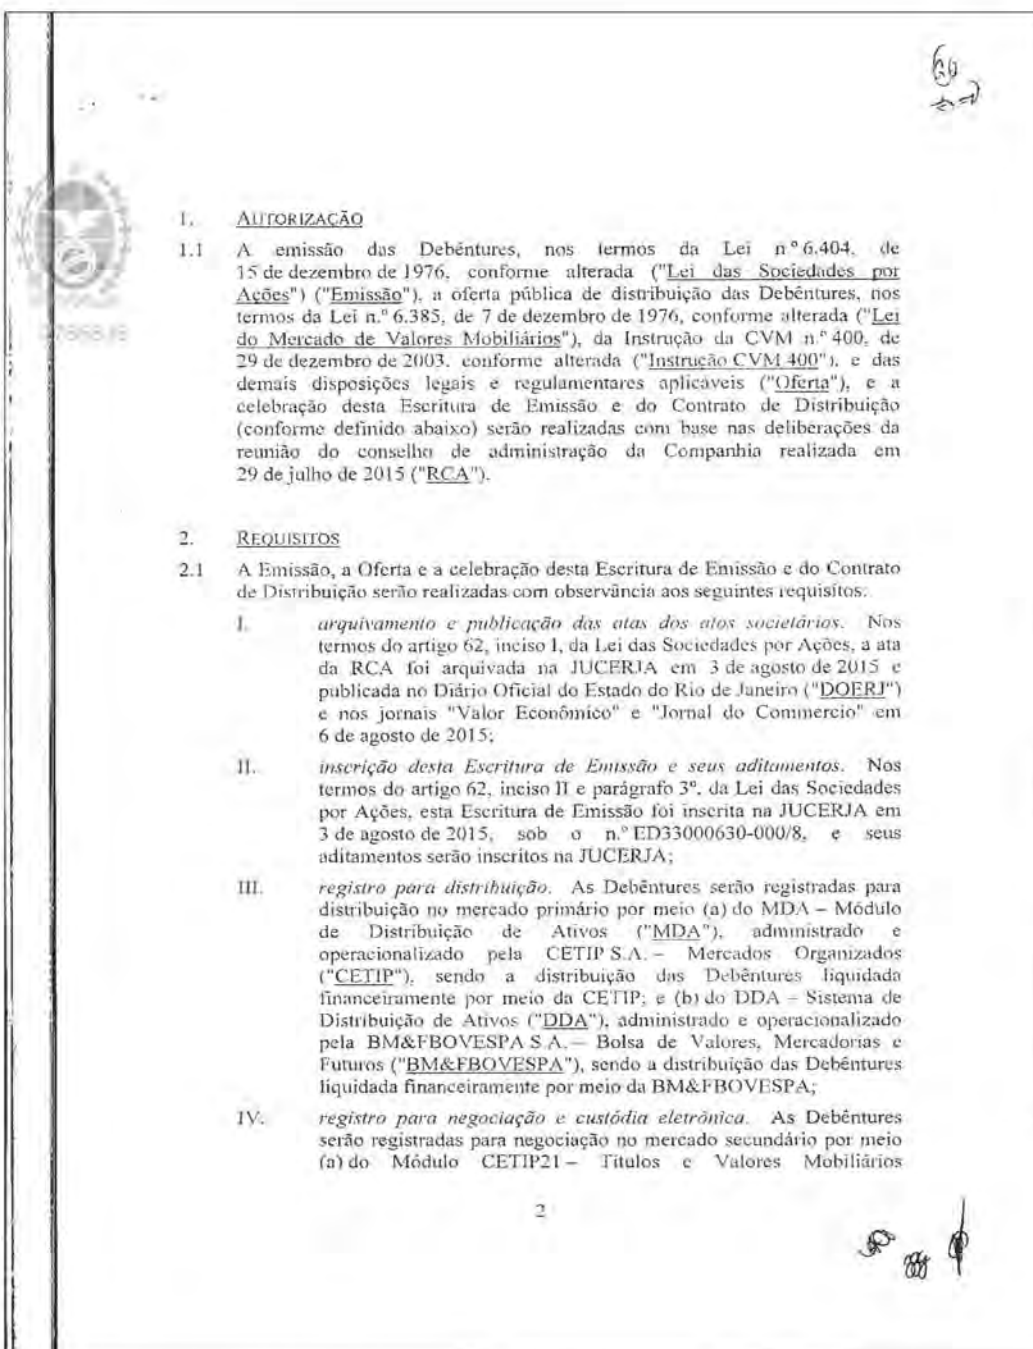 1. AUTORIZAÇÃO
1.1 A emissão das Debêntures, nos termos da Lei n.º 6.404, de
15 de dezembro de 1976, conforme alterada ("Lei das Sociedades por
Ações") ("Emissão"), a oferta pública de distribuição das Debêntures, nos
termos da Lei n.º 6.385, de 7 de dezembro de 1976, conforme alterada ("Lei
do Mercado de Valores Mobiliários"), da Instrução da CVM n.º 400, de
29 de dezembro de 2003, conforme alterada ("Instrução CVM 400"), e das
demais disposições legais e regulamentares aplicáveis ("Oferta"), e a
celebração desta Escritura de Emissão e do Contrato de Distribuição
(conforme definido abaixo) serão realizadas com base nas deliberações da
reunião do conselho de administração da Companhia realizada em
29 de julho de 2015 ("RCA").
2. REQUISITOS
2.1 A Emissão, a Oferta e a celebração desta Escritura de Emissão e do Contrato
de Distribuição serão realizadas com observância aos seguintes requisitos:
I. arquivamento e publicação das atas dos atos societários. Nos
termos do artigo 62, inciso I, da Lei das Sociedades por Ações, a ata
da RCA foi arquivada na JUCERJA em 3 de agosto de 2015 e
publicada no Diário Oficial do Estado do Rio de Janeiro ("DOERJ")
e nos jornais "Valor Econômico" e "Jornal do Commercio" em
6 de agosto de 2015;
II. inscrição desta Escritura de Emissão e seus aditamentos. Nos
termos do artigo 62, inciso II e parágrafo 3º, da Lei das Sociedades
por Ações, esta Escritura de Emissão foi inscrita na JUCERJA em
3 de agosto de 2015, sob o n.º ED33000630-000/8, e seus
aditamentos serão inscritos na JUCERJA;
III. registro para distribuição. As Debêntures serão registradas para
distribuição no mercado primário por meio (a) do MDA – Módulo
de Distribuição de Ativos ("MDA"), administrado e
operacionalizado pela CETIP S.A. – Mercados Organizados
("CETIP"), sendo a distribuição das Debêntures liquidada
financeiramente por meio da CETIP; e (b) do DDA – Sistema de
Distribuição de Ativos ("DDA"), administrado e operacionalizado
pela BM&FBOVESPA S.A. – Bolsa de Valores, Mercadorias e
Futuros ("BM&FBOVESPA"), sendo a distribuição das Debêntures
liquidada financeiramente por meio da BM&FBOVESPA;
IV. registro para negociação e custódia eletrônica. As Debêntures
serão registradas para negociação no mercado secundário por meio
(a) do Módulo CETIP21 – Títulos e Valores Mobiliários
2